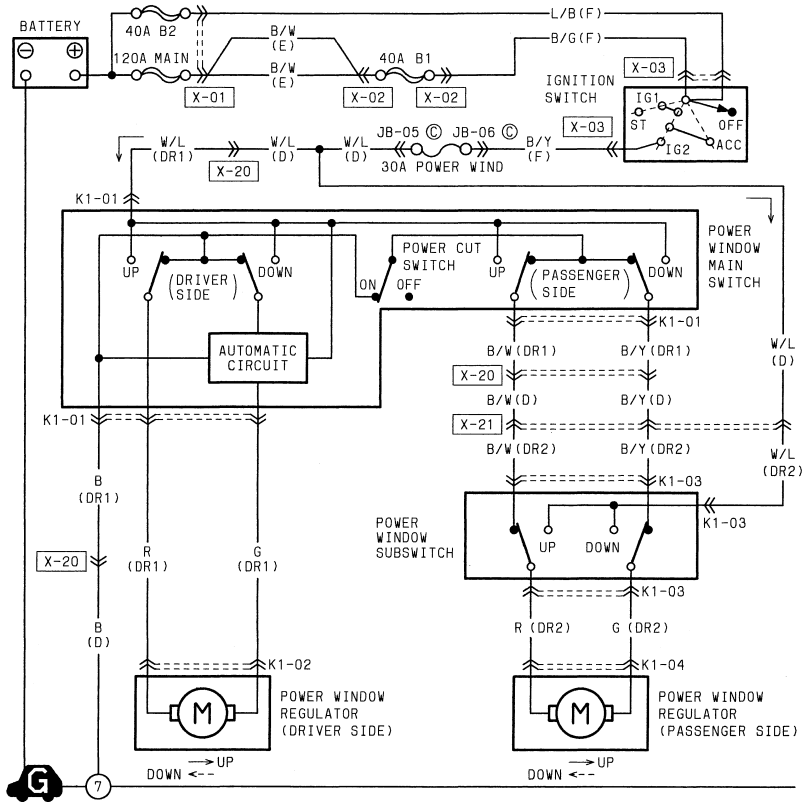 L/B(F)
BATTERY
40A B2
B/W
(E)
B/G(F)
120A MAIN
B/W
(E)
40A B1
X-01
X-02
X-02
X-03
IGNITION
SWITCH
IG1
ST
OFF
IG2
ACC
W/L
(DR1)
W/L
(D)
W/L
(D)
JB-05 C
JB-06 C
30A POWER WIND
B/Y
(F)
X-03
X-20
K1-01
POWER
WINDOW
MAIN
SWITCH
UP
(DRIVER
SIDE)
DOWN
POWER CUT
SWITCH
ON
OFF
UP
(PASSENGER
SIDE)
DOWN
AUTOMATIC
CIRCUIT
K1-01
B/W(DR1)
B/Y(DR1)
W/L
(D)
X-20
B/W(D)
B/Y(D)
K1-01
X-21
B/W(DR2)
B/Y(DR2)
W/L
(DR2)
B
(DR1)
K1-03
POWER
WINDOW
SUBSWITCH
UP
DOWN
K1-03
X-20
R
(DR1)
G
(DR1)
K1-03
B
(D)
R(DR2)
G(DR2)
K1-02
K1-04
M
POWER WINDOW
REGULATOR
(DRIVER SIDE)
M
POWER WINDOW
REGULATOR
(PASSENGER SIDE)
UP
DOWN
UP
DOWN
G
7